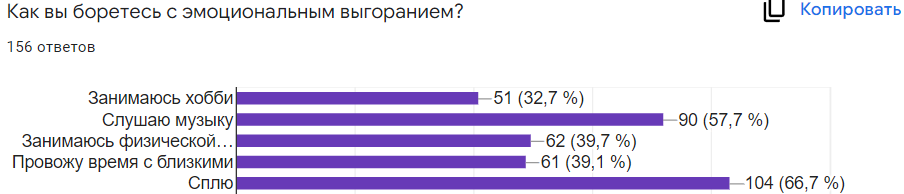 Как вы боретесь с эмоциональным выгоранием?
Копировать
156 ответов
Занимаюсь хобби 51 (32,7 %)
Слушаю музыку 90 (57,7 %)
Занимаюсь физической… 62 (39,7 %)
Провожу время с близкими 61 (39,1 %)
Сплю 104 (66,7 %)